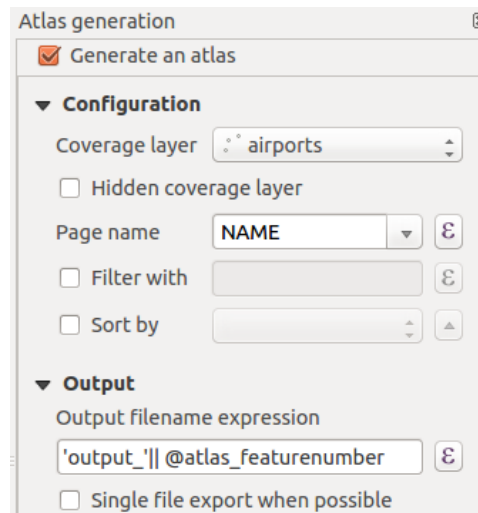 Atlas generation
Generate an atlas
Configuration
Coverage layer airports
Hidden coverage layer
Page name NAME ε
Filter with ε
Sort by
Output
Output filename expression
'output_'|| @atlas_featurenumber ε
Single file export when possible